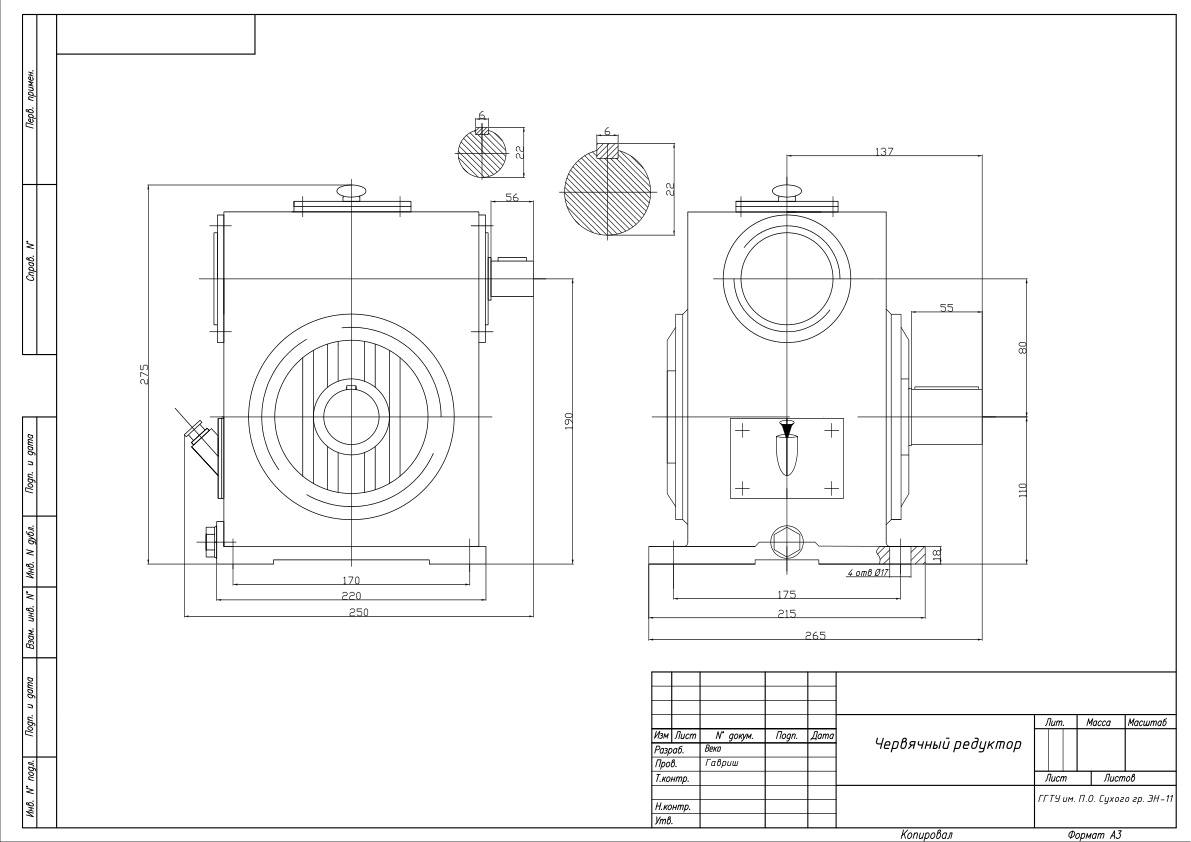 Перв. примен.
Справ. N°
Подп. и дата
Инв. N дубл.
Взам. инв. N°
Подп. и дата
Инв. N° подл.
6
22
6
22
137
56
275
190
55
80
110
18
4 отв Ø17
170
220
250
175
215
265
Изм Лист N° докум. Подп. Дата
Разраб. Века
Пров. Гавриш
Т.контр.
Н.контр.
Утв.
Червячный редуктор
Лит. Масса Масштаб
Лист Листов
ГГТУ им. П.О. Сухого гр. ЭН-11
Копировал Формат А3